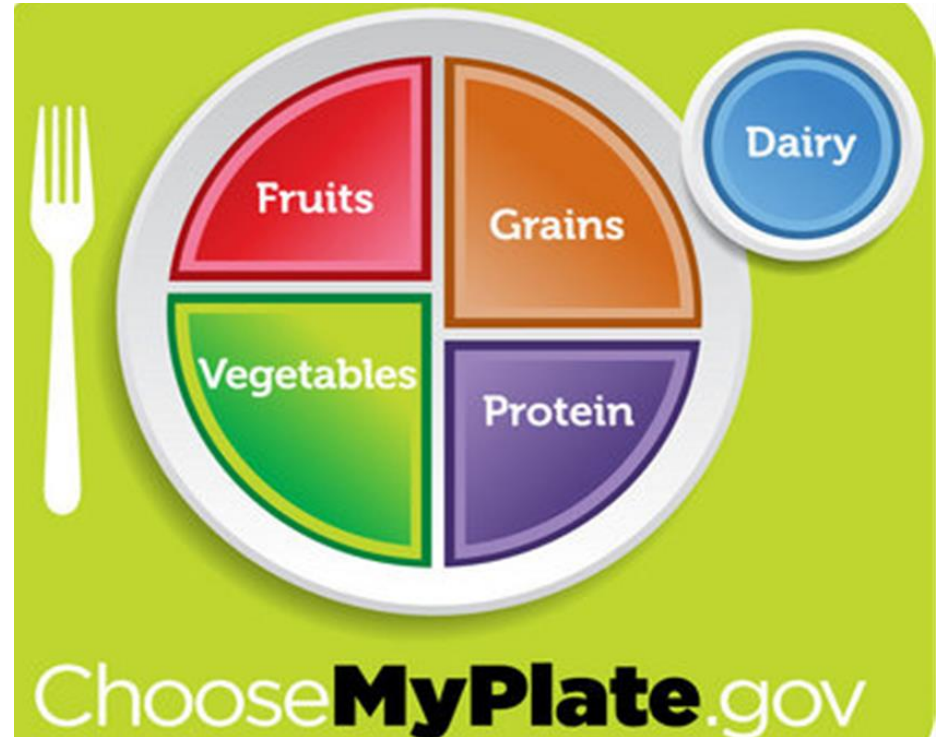 Fruits
Grains
Dairy
Vegetables
Protein
ChooseMyPlate.gov